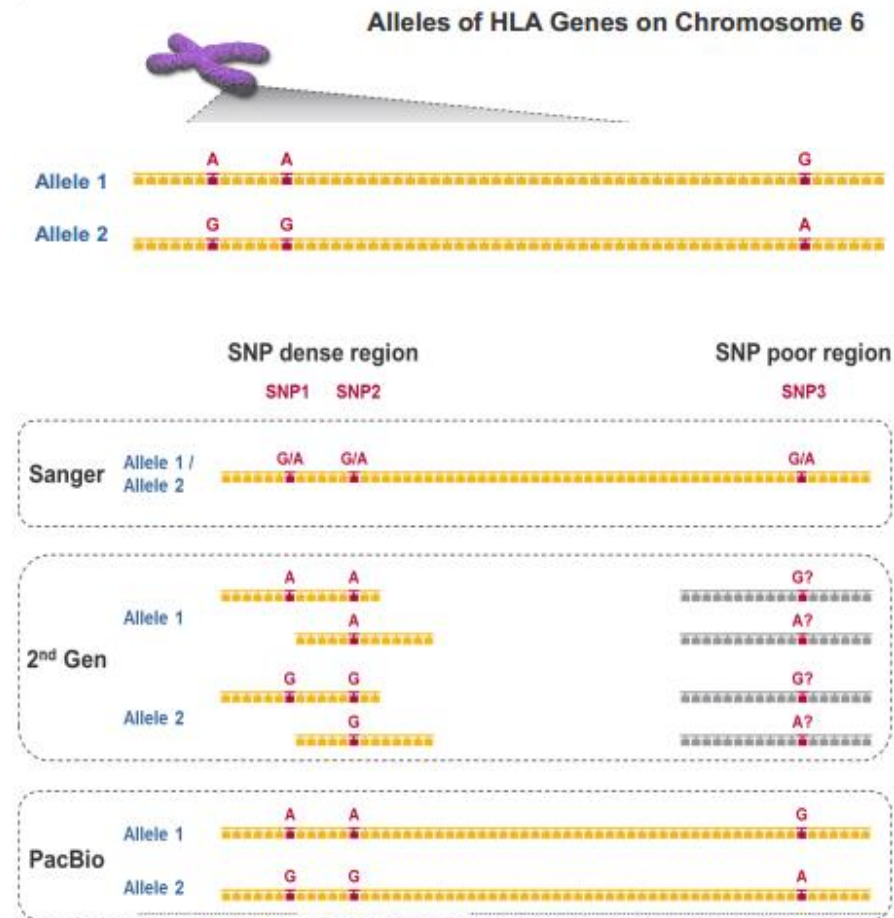 Alleles of HLA Genes on Chromosome 6
A A G
Allele 1
G G A
Allele 2
SNP dense region SNP poor region
SNP1 SNP2 SNP3
Sanger
Allele 1 /
Allele 2
G/A G/A G/A
2nd Gen
Allele 1
A A G?
A A?
Allele 2
G G G?
G A?
PacBio
Allele 1
A A G
Allele 2
G G A